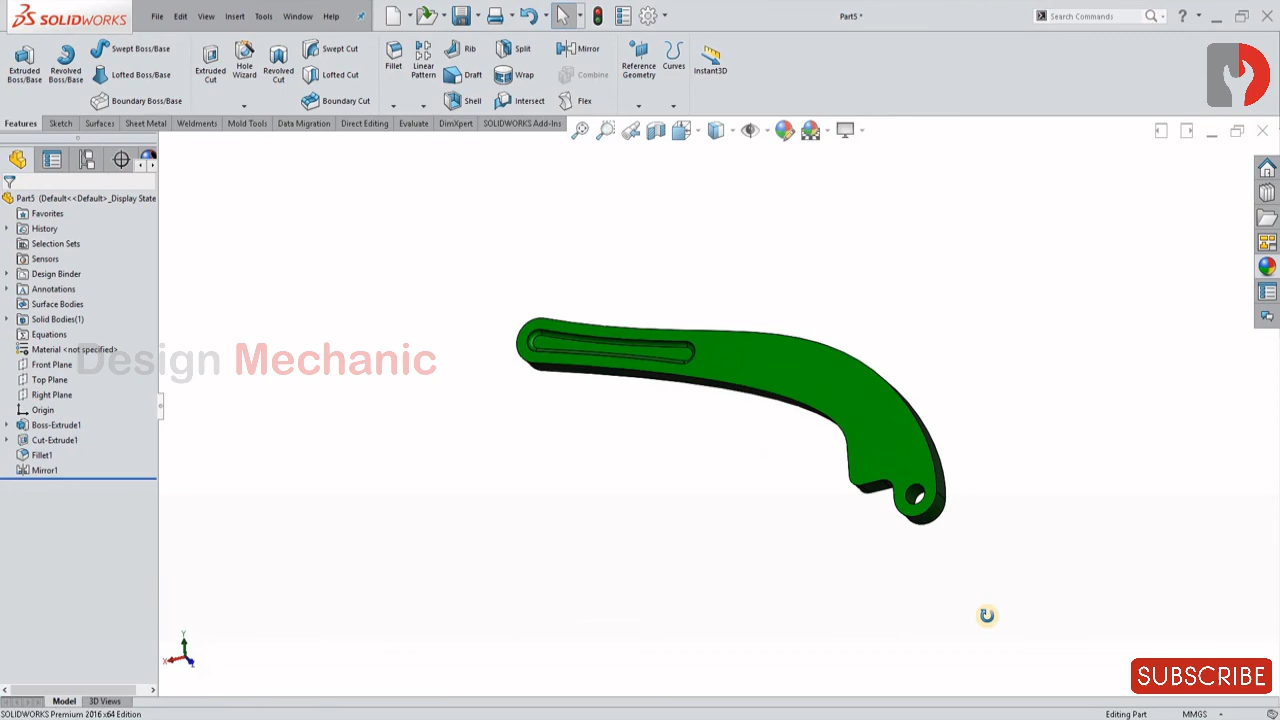 SOLIDWORKS
File Edit View Insert Tools Window Help
Part5 *
Search Commands
Extruded Boss/Base
Revolved Boss/Base
Swept Boss/Base
Lofted Boss/Base
Boundary Boss/Base
Extruded Cut
Hole Wizard
Revolved Cut
Swept Cut
Lofted Cut
Boundary Cut
Fillet
Linear Pattern
Rib
Draft
Shell
Split
Wrap
Intersect
Mirror
Combine
Flex
Reference Geometry
Curves
Instant3D
Features Sketch Surfaces Sheet Metal Weldments Mold Tools Data Migration Direct Editing Evaluate DimXpert SOLIDWORKS Add-Ins
Part5 (Default<<Default>_Display State
Favorites
History
Selection Sets
Sensors
Design Binder
Annotations
Surface Bodies
Solid Bodies(1)
Equations
Material <not specified>
Design Mechanic
Front Plane
Top Plane
Right Plane
Origin
Boss-Extrude1
Cut-Extrude1
Fillet1
Mirror1
Y
X
SUBSCRIBE
Model 3D Views
SOLIDWORKS Premium 2016 x64 Edition
Editing Part
MMGS